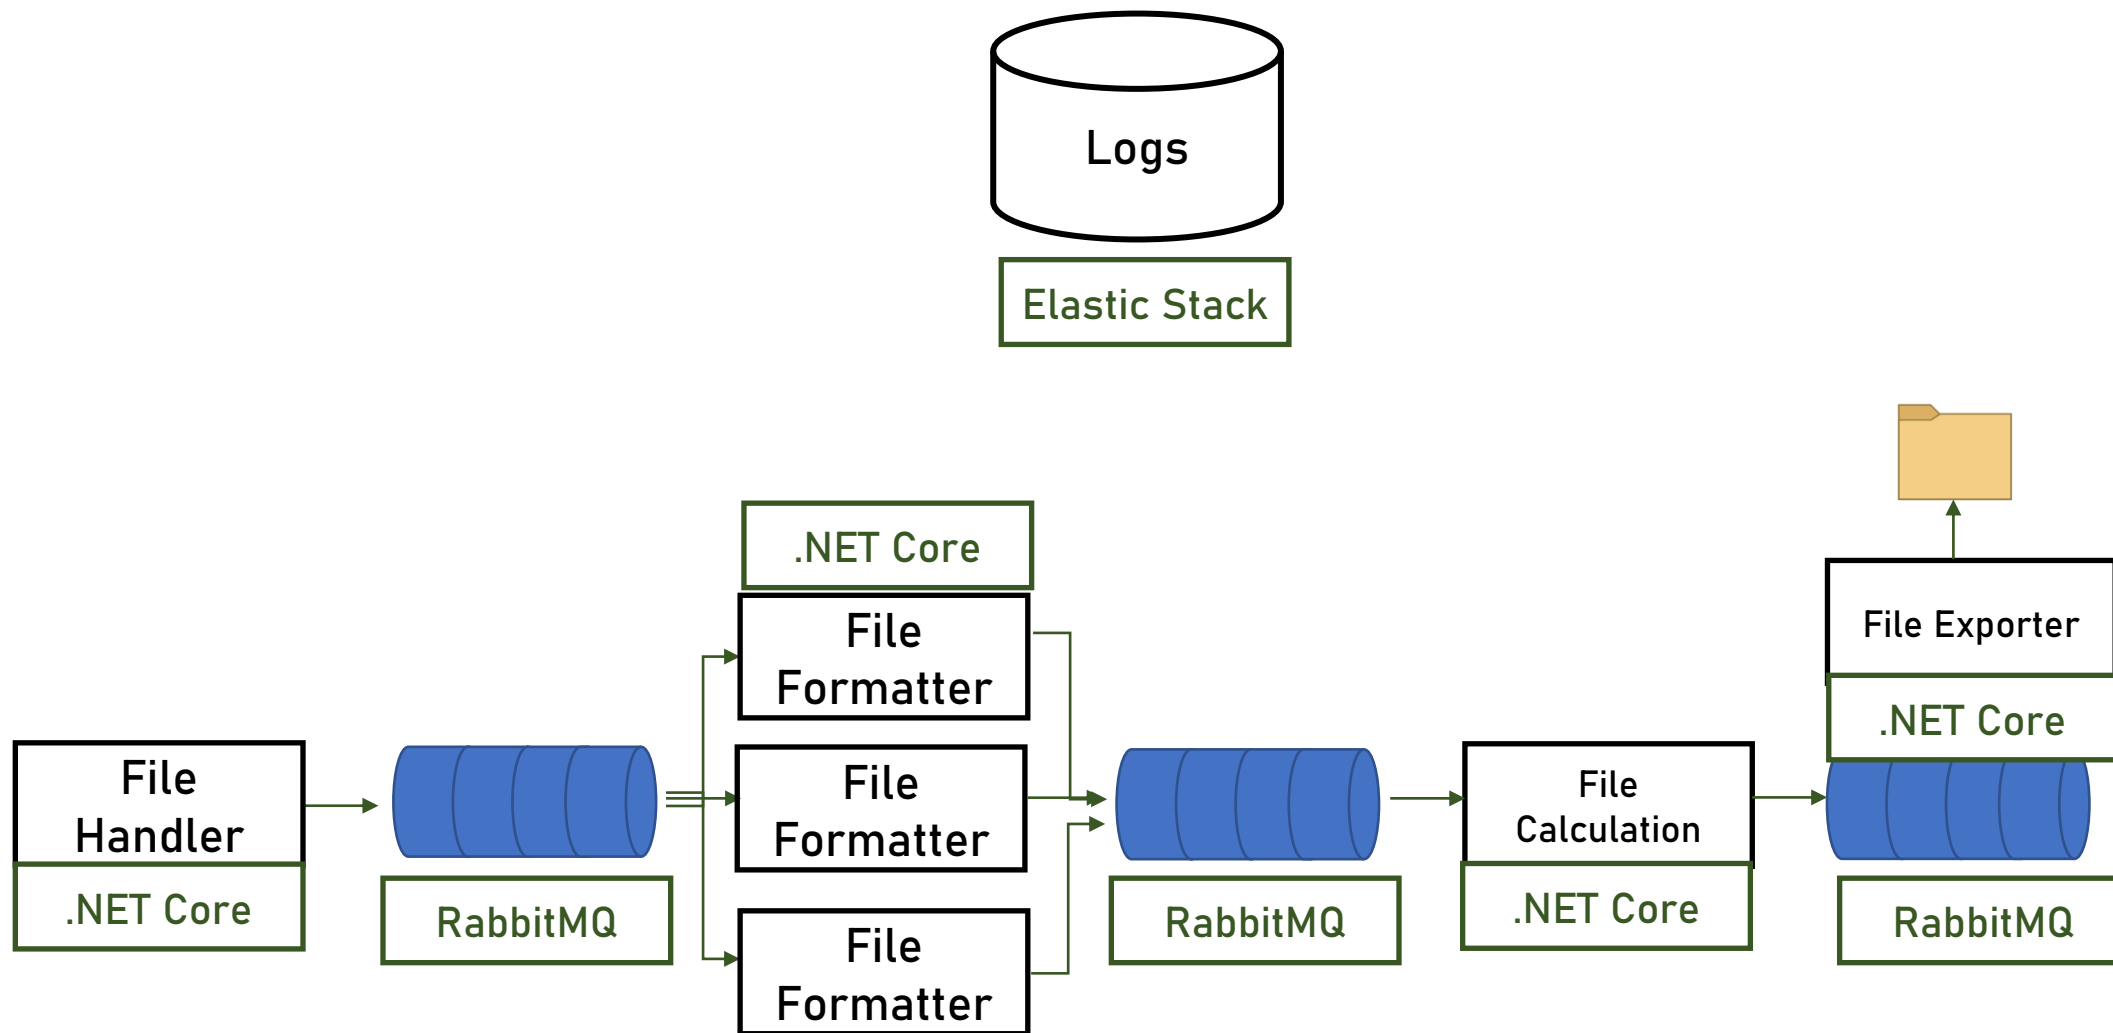 Logs
Elastic Stack
.NET Core
File
Formatter
File Exporter
.NET Core
File
Handler
.NET Core
RabbitMQ
File
Formatter
RabbitMQ
File
Calculation
.NET Core
RabbitMQ
File
Formatter